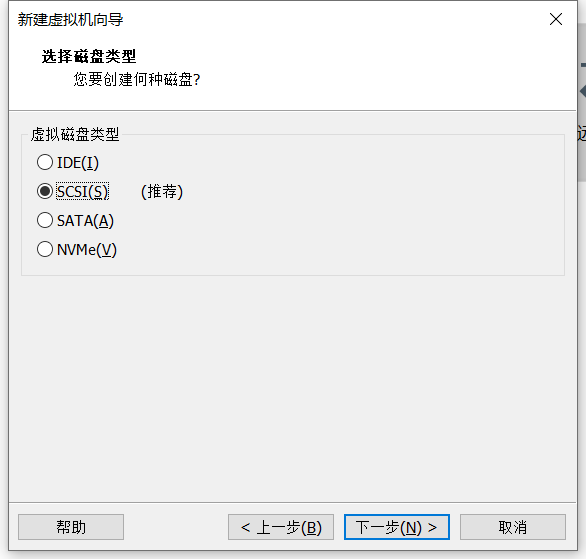 新建虚拟机向导
选择磁盘类型
您要创建何种磁盘?
虚拟磁盘类型
IDE(I)
SCSI(S) (推荐)
SATA(A)
NVMe(V)
帮助 < 上一步(B) 下一步(N) > 取消